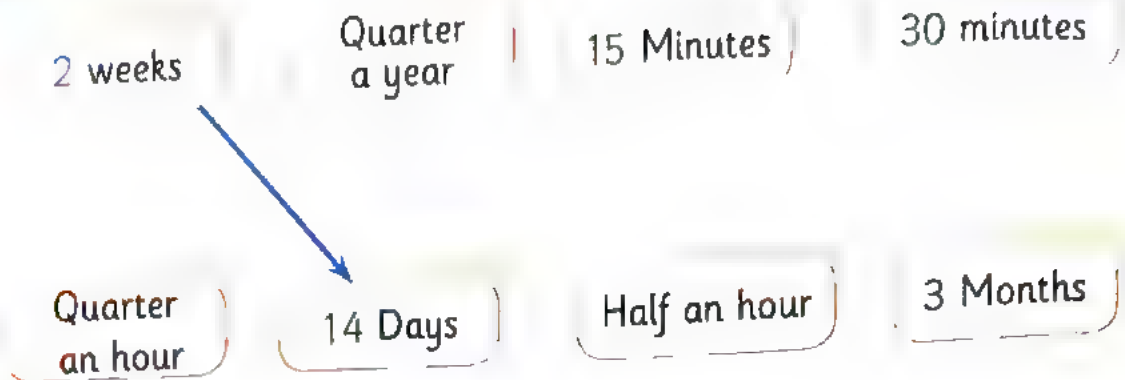 2 weeks
Quarter
a year
15 Minutes
30 minutes
Quarter
an hour
14 Days
Half an hour
3 Months